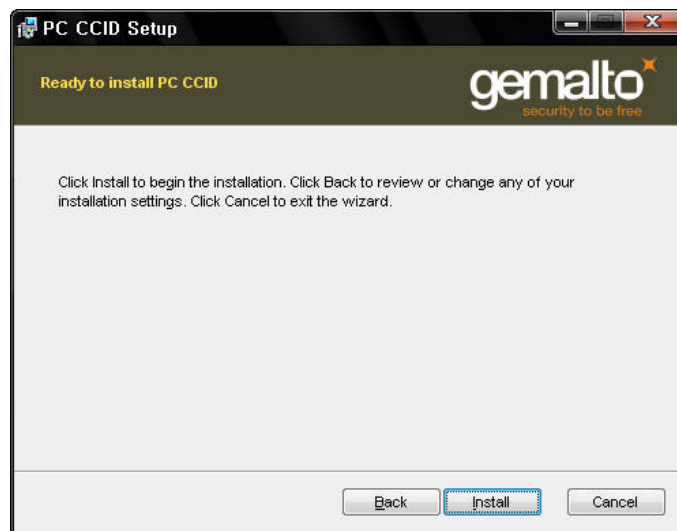 PC CCID Setup
Ready to install PC CCID
gemalto
security to be free
Click Install to begin the installation. Click Back to review or change any of your
installation settings. Click Cancel to exit the wizard.
Back
Install
Cancel